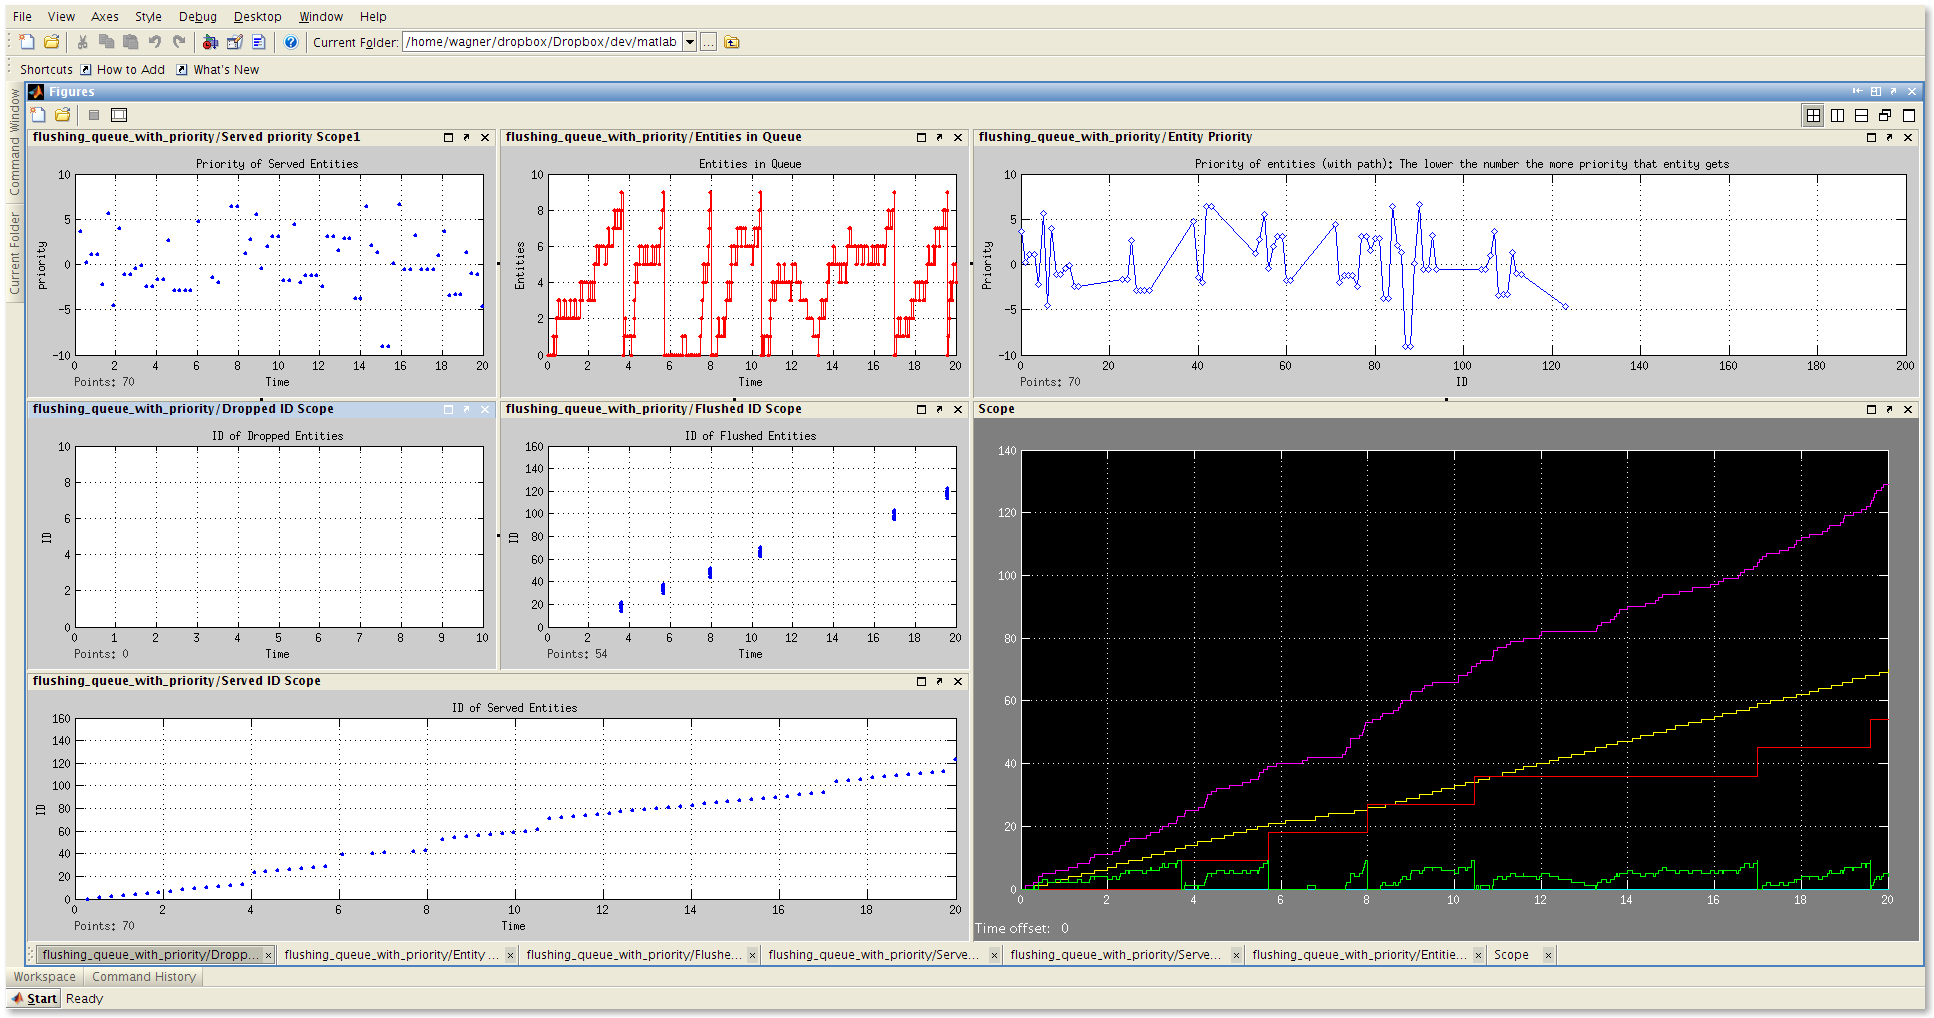 File View Axes Style Debug Desktop Window Help
Current Folder: /home/wagner/dropbox/Dropbox/dev/matlab ...
Shortcuts How to Add What's New
Command Window
Current Folder
Figures
flushing_queue_with_priority/Served priority Scope1
Priority of Served Entities
priority
10
5
0
−5
−10
0 2 4 6 8 10 12 14 16 18 20
Points: 70
Time
flushing_queue_with_priority/Entities in Queue
Entities in Queue
Entities
10
8
6
4
2
0
0 2 4 6 8 10 12 14 16 18 20
Time
flushing_queue_with_priority/Entity Priority
Priority of entities (with path): The lower the number the more priority that entity gets
Priority
10
5
0
−5
−10
0 20 40 60 80 100 120 140 160 180 200
Points: 70
ID
flushing_queue_with_priority/Dropped ID Scope
ID of Dropped Entities
ID
10
8
6
4
2
0
0 1 2 3 4 5 6 7 8 9 10
Points: 0
Time
flushing_queue_with_priority/Flushed ID Scope
ID of Flushed Entities
ID
160
140
120
100
80
60
40
20
0
0 2 4 6 8 10 12 14 16 18 20
Points: 54
Time
Scope
140
120
100
80
60
40
20
0
0 2 4 6 8 10 12 14 16 18 20
Time offset: 0
flushing_queue_with_priority/Served ID Scope
ID of Served Entities
ID
160
140
120
100
80
60
40
20
0
0 2 4 6 8 10 12 14 16 18 20
Points: 70
Time
flushing_queue_with_priority/Dropp... flushing_queue_with_priority/Entity ... flushing_queue_with_priority/Flushe... flushing_queue_with_priority/Serve... flushing_queue_with_priority/Serve... flushing_queue_with_priority/Entitie... Scope
Workspace Command History
Start Ready